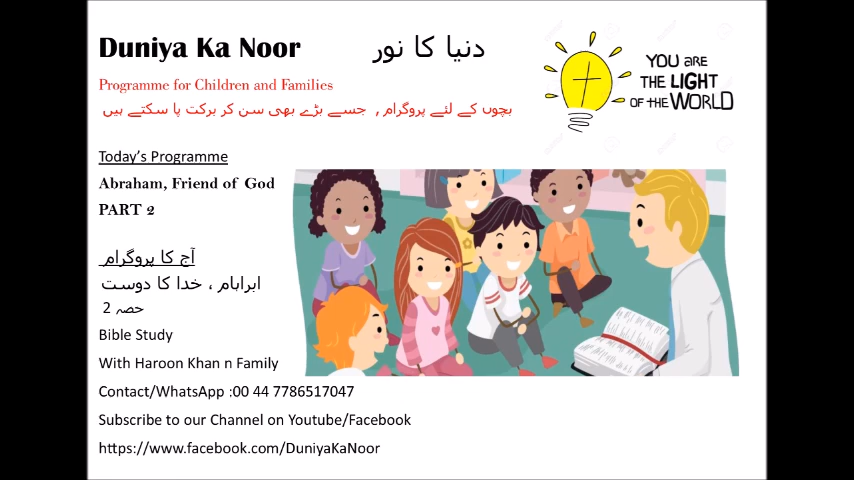 Duniya Ka Noor
دنیا کا نور
YOU ARE
THE LIGHT
OF THE WORLD
Programme for Children and Families
بچوں کے لئے پروگرام , جسے بڑے بھی سن کر برکت پا سکتے ہیں
Today's Programme
Abraham, Friend of God
PART 2
آج کا پروگرام
ابراہام ، خدا کا دوست
حصہ 2
Bible Study
With Haroon Khan n Family
Contact/WhatsApp :00 44 7786517047
Subscribe to our Channel on Youtube/Facebook
https://www.facebook.com/DuniyaKaNoor